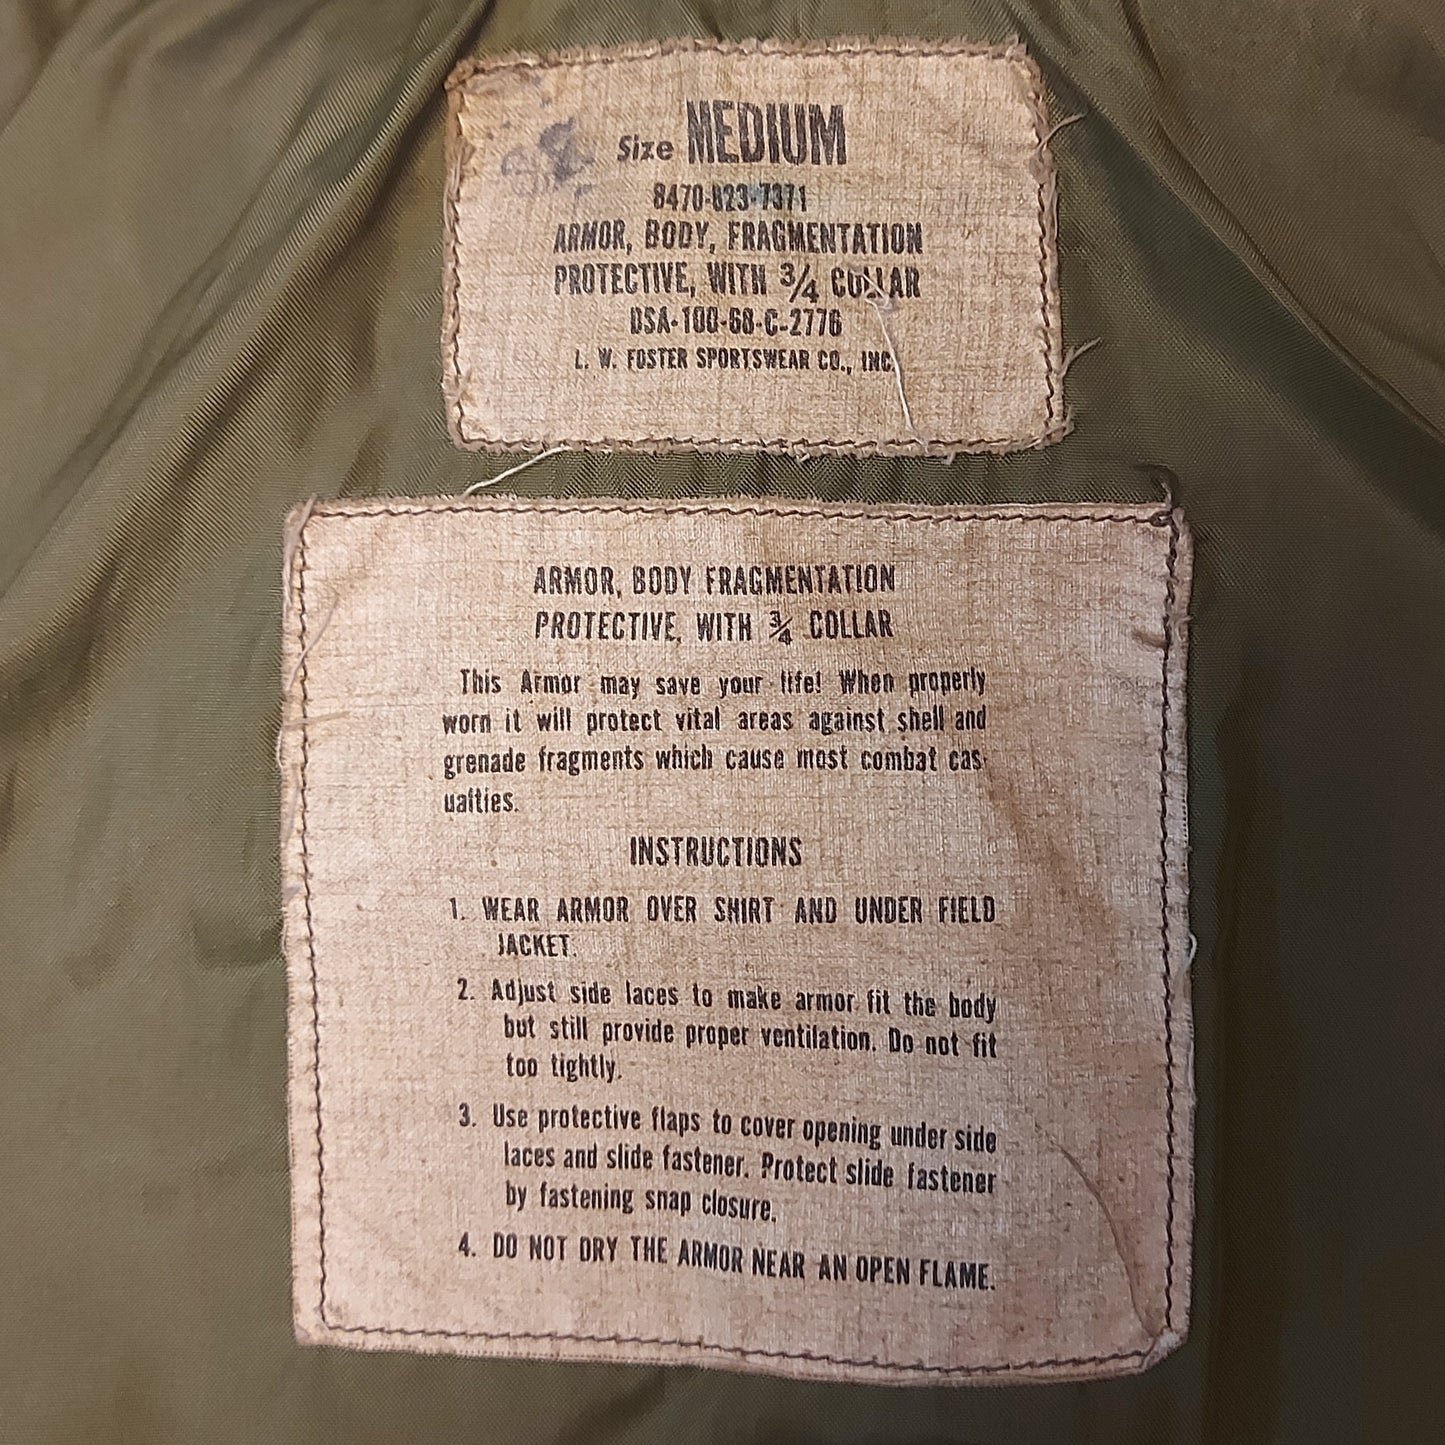 Size MEDIUM
8470-823-7371
ARMOR, BODY, FRAGMENTATION
PROTECTIVE, WITH 3/4 COLLAR
DSA-100-68-C-2776
L. W. FOSTER SPORTSWEAR CO., INC.
ARMOR, BODY FRAGMENTATION
PROTECTIVE, WITH 3/4 COLLAR
This Armor may save your life! When properly
worn it will protect vital areas against shell and
grenade fragments which cause most combat cas-
ualties.
INSTRUCTIONS
1. WEAR ARMOR OVER SHIRT AND UNDER FIELD
JACKET.
2. Adjust side laces to make armor fit the body
but still provide proper ventilation. Do not fit
too tightly.
3. Use protective flaps to cover opening under side
laces and slide fastener. Protect slide fastener
by fastening snap closure.
4. DO NOT DRY THE ARMOR NEAR AN OPEN FLAME.